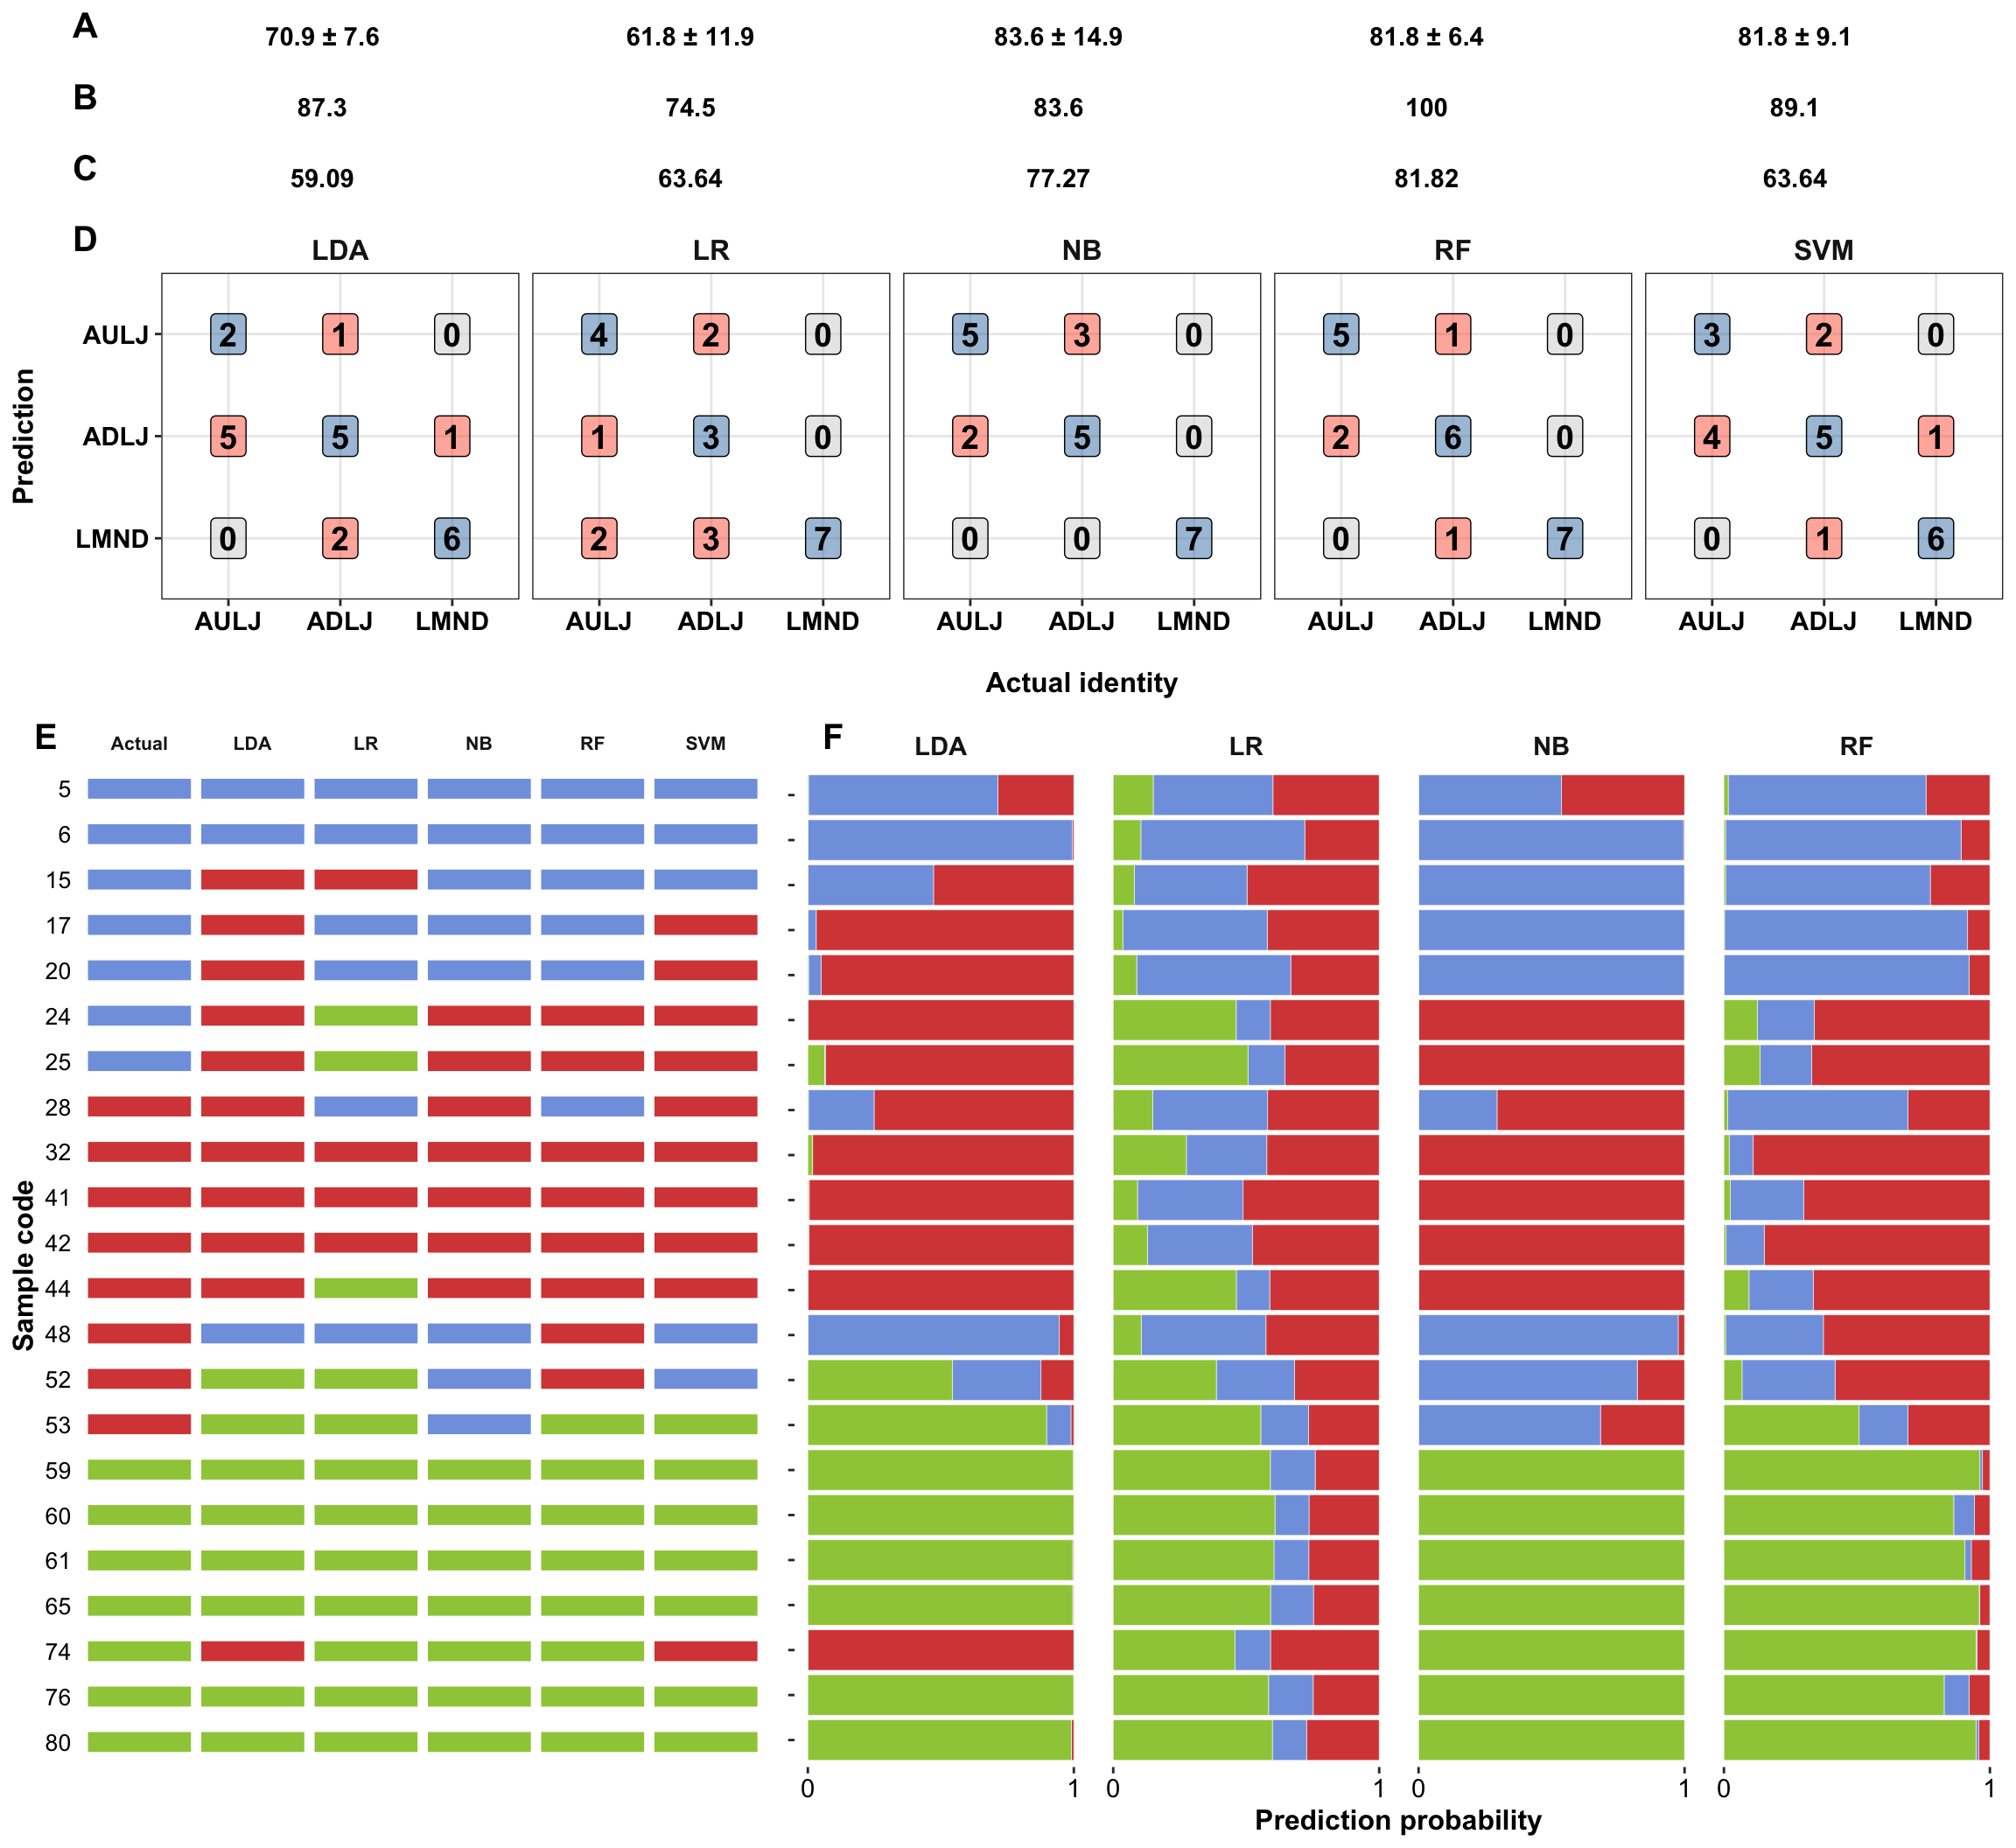 A 70.9 ± 7.6 61.8 ± 11.9 83.6 ± 14.9 81.8 ± 6.4 81.8 ± 9.1
B 87.3 74.5 83.6 100 89.1
C 59.09 63.64 77.27 81.82 63.64
D LDA LR NB RF SVM
AULJ 2 1 0 4 2 0 5 3 0 5 1 0 3 2 0
Prediction
ADLJ 5 5 1 1 3 0 2 5 0 2 6 0 4 5 1
LMND 0 2 6 2 3 7 0 0 7 0 1 7 0 1 6
AULJ ADLJ LMND AULJ ADLJ LMND AULJ ADLJ LMND AULJ ADLJ LMND AULJ ADLJ LMND
Actual identity
E Actual LDA LR NB RF SVM
F LDA LR NB RF
5
6
15
17
20
24
25
28
32
41
42
44
48
52
53
59
60
61
65
74
76
80
Sample code
0 1 0 1 0 1 0 1
Prediction probability